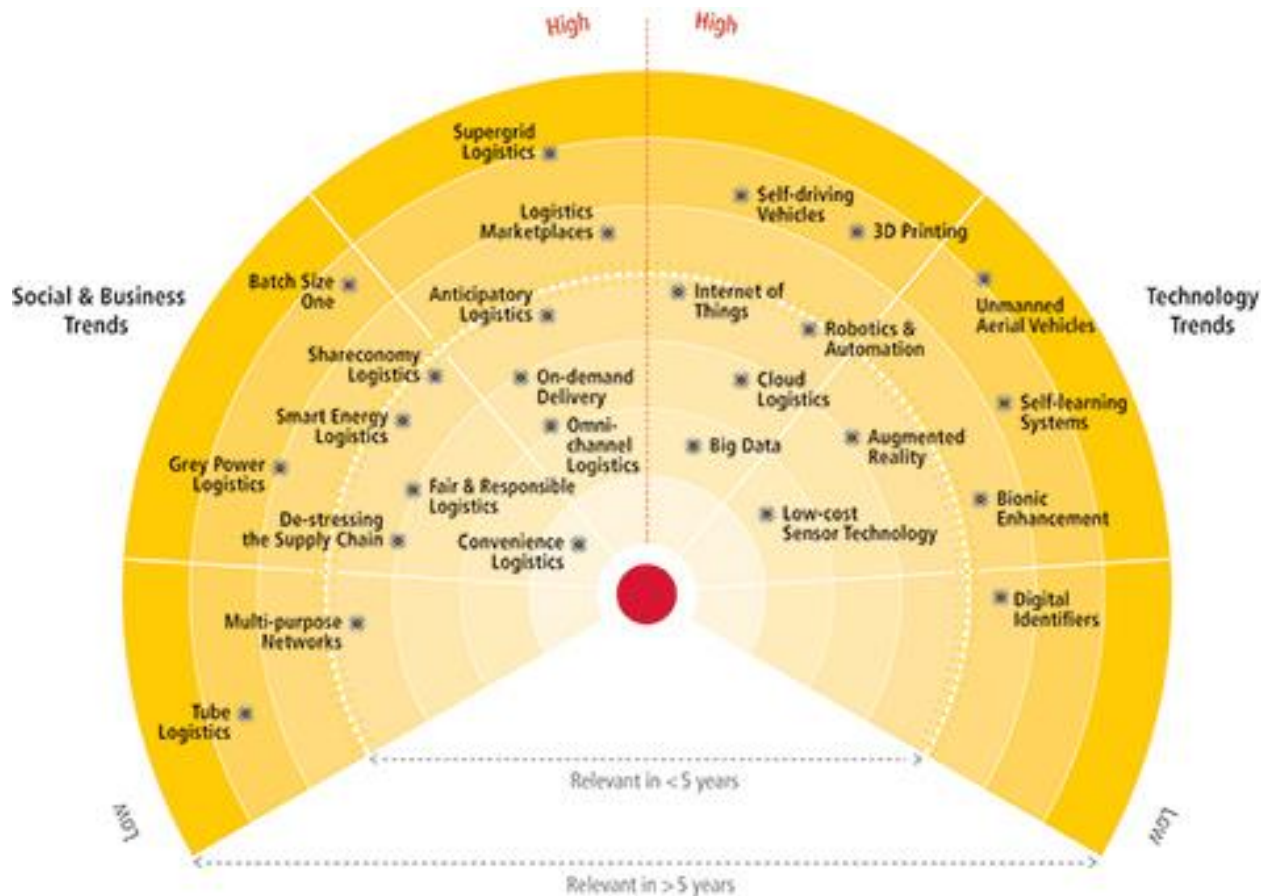 High
High
Supergrid
Logistics
Self-driving
Vehicles
Logistics
Marketplaces
3D Printing
Batch Size
One
Social & Business
Trends
Anticipatory
Logistics
Internet of
Things
Unmanned
Aerial Vehicles
Technology
Trends
Robotics &
Automation
Shareconomy
Logistics
On-demand
Delivery
Cloud
Logistics
Self-learning
Systems
Smart Energy
Logistics
Omni-
channel
Logistics
Big Data
Augmented
Reality
Grey Power
Logistics
Fair & Responsible
Logistics
Bionic
Enhancement
De-stressing
the Supply Chain
Low-cost
Sensor Technology
Convenience
Logistics
Digital
Identifiers
Multi-purpose
Networks
Tube
Logistics
Relevant in < 5 years
Low
Low
Relevant in > 5 years